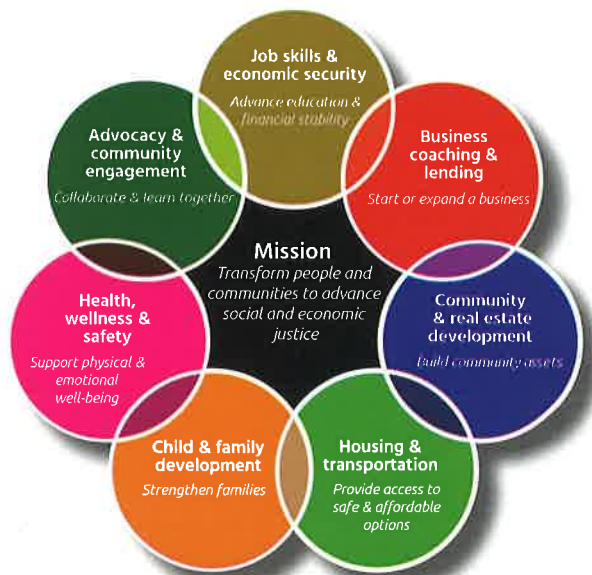 Job skills &
economic security
Advance education &
financial stability
Advocacy &
community
engagement
Collaborate & learn together
Business
coaching &
lending
Start or expand a business
Mission
Transform people and
communities to advance
social and economic
justice
Health,
wellness &
safety
Support physical &
emotional
well-being
Community
& real estate
development
Build community assets
Child & family
development
Strengthen families
Housing &
transportation
Provide access to
safe & affordable
options